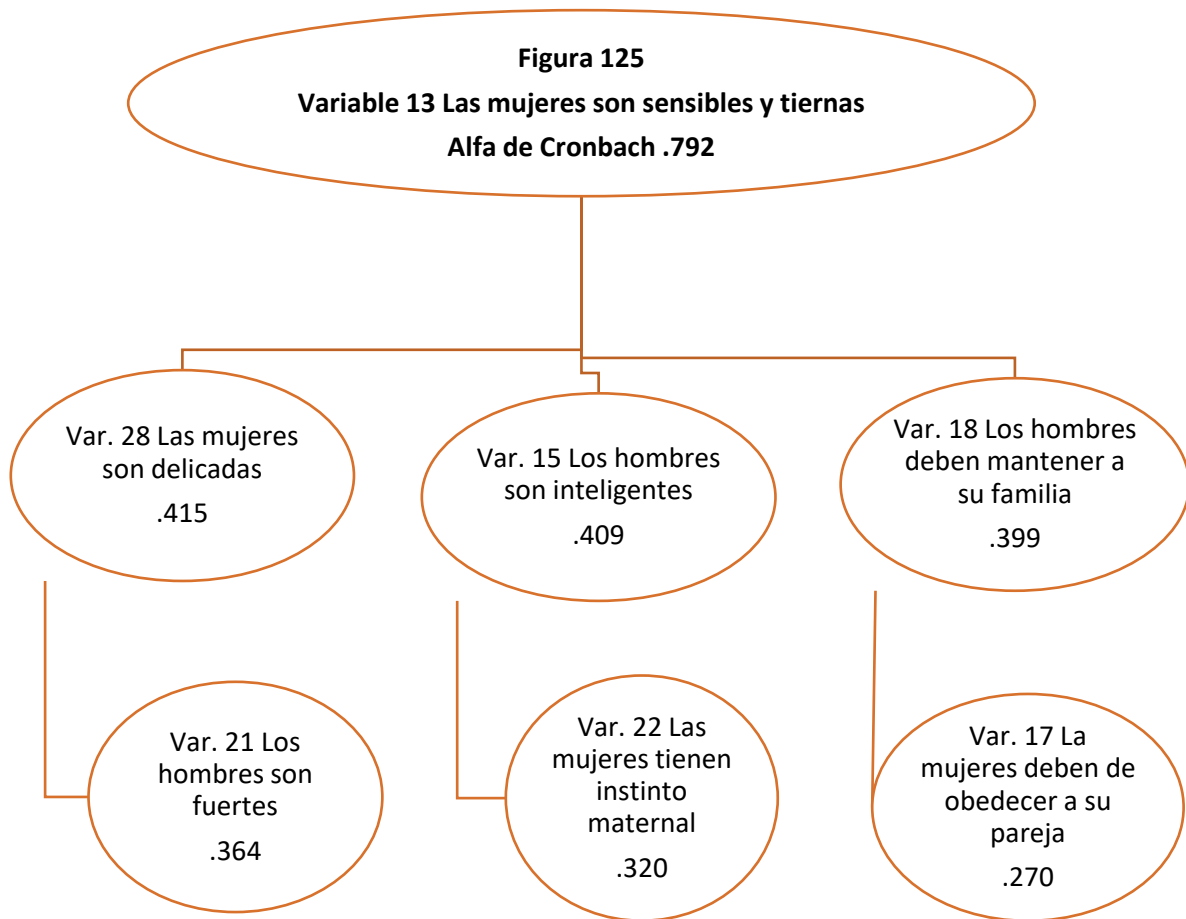 Figura 125
Variable 13 Las mujeres son sensibles y tiernas
Alfa de Cronbach .792
Var. 28 Las mujeres
son delicadas
.415
Var. 15 Los hombres
son inteligentes
.409
Var. 18 Los hombres
deben mantener a
su familia
.399
Var. 21 Los
hombres son
fuertes
.364
Var. 22 Las
mujeres tienen
instinto
maternal
.320
Var. 17 La
mujeres deben de
obedecer a su
pareja
.270